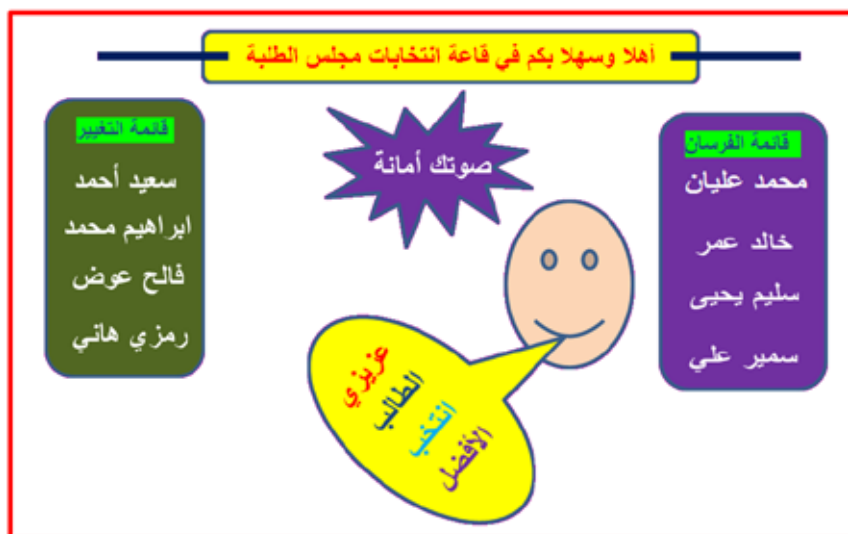 أهلا وسهلا بكم في قاعة انتخابات مجلس الطلبة
قائمة الفرسان
محمد عليان
خالد عمر
سليم يحيى
سمير علي
صوتك أمانة
عزيزي
الطالب
انتخب
الأفضل
قائمة التغيير
سعيد أحمد
ابراهيم محمد
فالح عوض
رمزي هاني